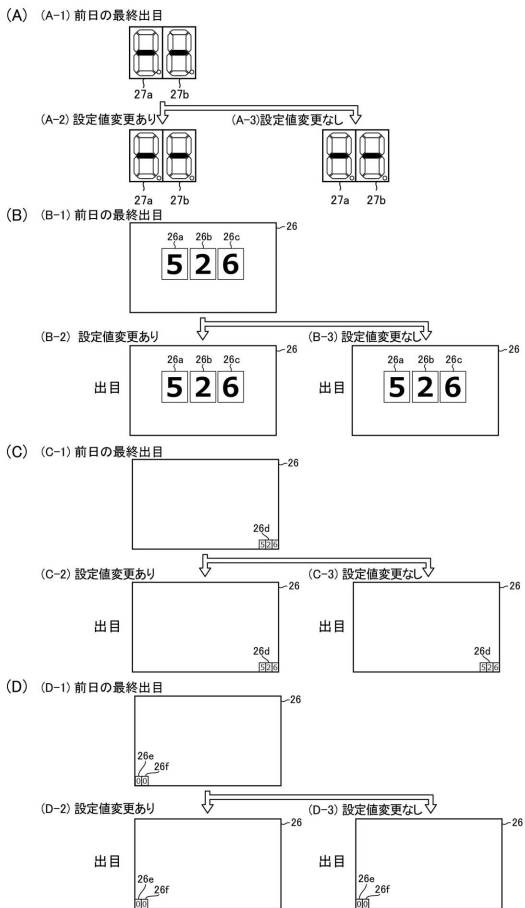 (A) (A-1) 前日の最終出目
27a 27b
(A-2) 設定値変更あり (A-3)設定値変更なし
27a 27b 27a 27b
(B) (B-1) 前日の最終出目
26
26a 26b 26c
5 2 6
(B-2) 設定値変更あり (B-3) 設定値変更なし
26 26
26a 26b 26c 26a 26b 26c
出目 5 2 6 出目 5 2 6
(C) (C-1) 前日の最終出目
26
26d
526
(C-2) 設定値変更あり (C-3) 設定値変更なし
26 26
出目 出目
26d 26d
526 526
(D) (D-1) 前日の最終出目
26
26e
26f
00
(D-2) 設定値変更あり (D-3) 設定値変更なし
26 26
出目 出目
26e 26e
26f 26f
00 00